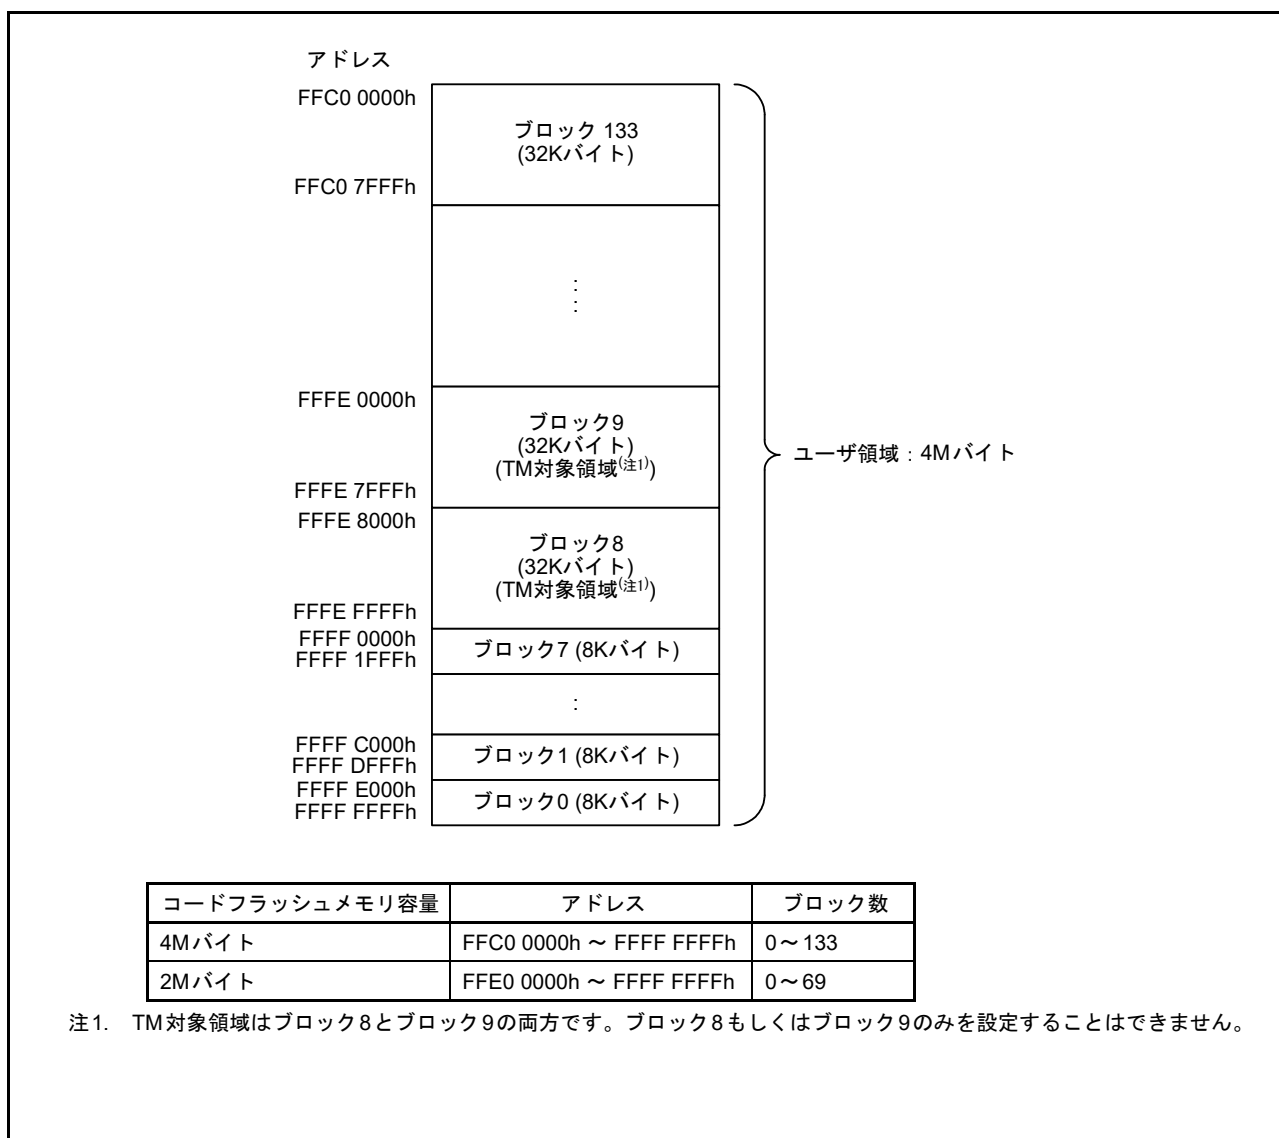 アドレス
FFC0 0000h
ブロック 133
(32Kバイト)
FFC0 7FFFh
FFFE 0000h
ブロック9
(32Kバイト)
(TM対象領域(注1))
FFFE 7FFFh
FFFE 8000h
ブロック8
(32Kバイト)
(TM対象領域(注1))
FFFE FFFFh
FFFF 0000h
FFFF 1FFFh
ブロック7 (8Kバイト)
FFFF C000h
FFFF DFFFh
ブロック1 (8Kバイト)
FFFF E000h
FFFF FFFFh
ブロック0 (8Kバイト)
ユーザ領域：4Mバイト
コードフラッシュメモリ容量 アドレス ブロック数
4Mバイト FFC0 0000h ～ FFFF FFFFh 0～133
2Mバイト FFE0 0000h ～ FFFF FFFFh 0～69
注1. TM対象領域はブロック8とブロック9の両方です。ブロック8もしくはブロック9のみを設定することはできません。